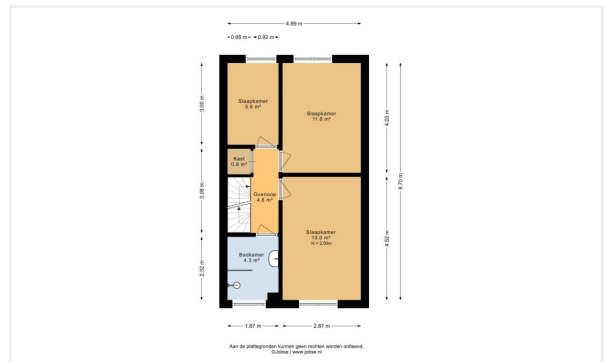 4.89 m
0.85 m
0.92 m
3.00 m
3.08 m
2.32 m
Slaapkamer
5.6 m²
Slaapkamer
11.6 m²
Kast
0.9 m²
Overloop
4.8 m²
Slaapkamer
13.0 m²
H = 2.50m
Badkamer
4.3 m²
4.03 m
4.52 m
8.70 m
1.87 m
2.87 m
Aan de plattegronden kunnen geen rechten worden ontleend.
©Jobse | www.jobse.nl